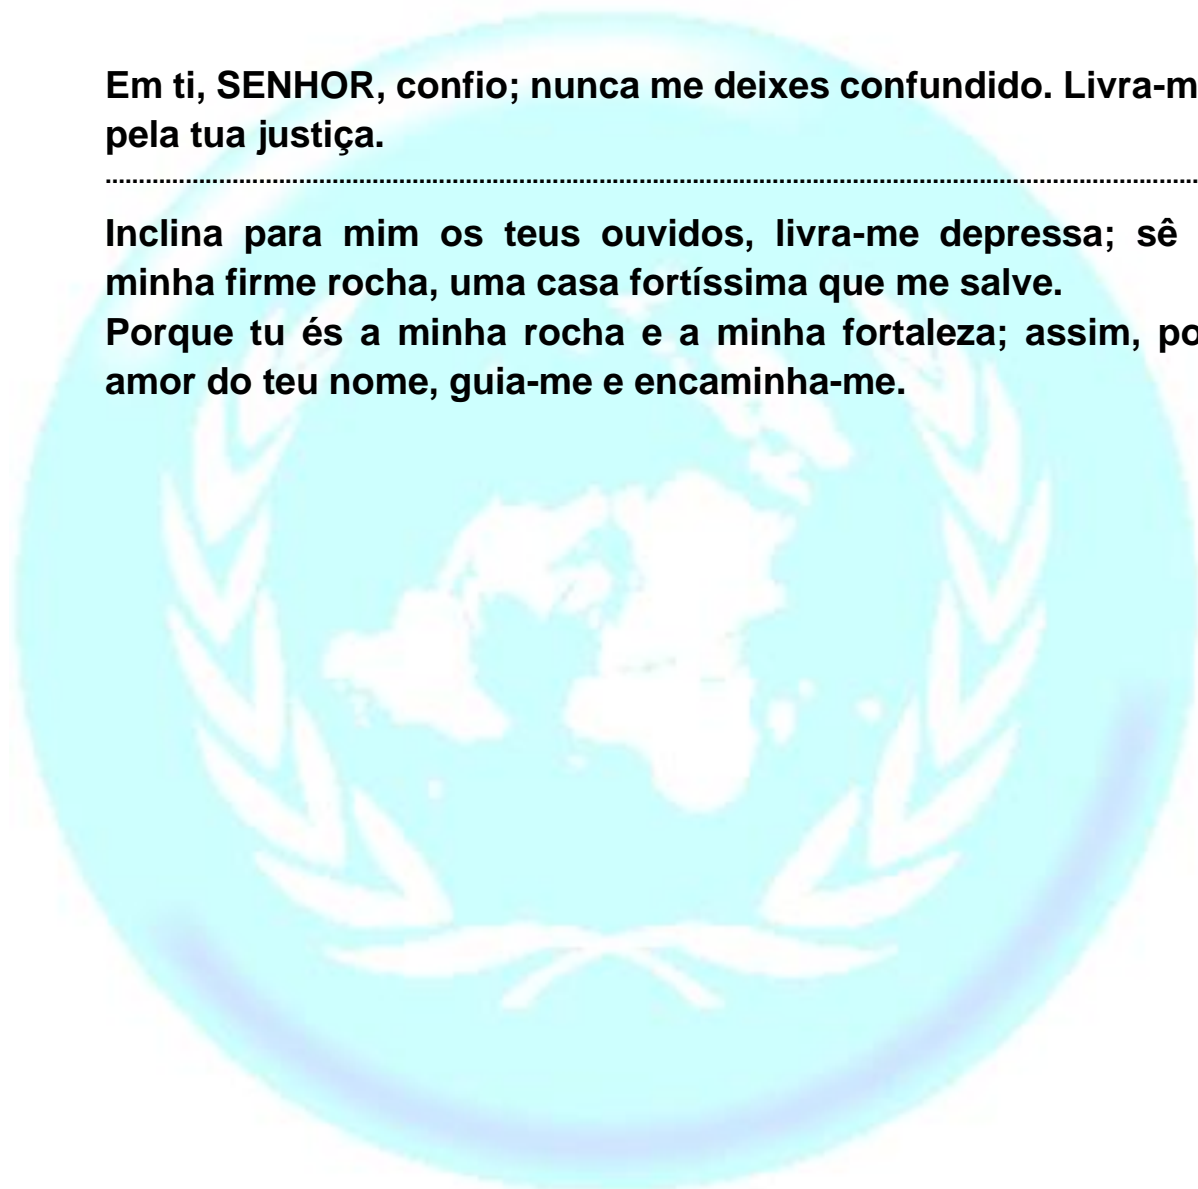 Em ti, SENHOR, confio; nunca me deixes confundido. Livra-m
pela tua justiça.
Inclina para mim os teus ouvidos, livra-me depressa; sê
minha firme rocha, uma casa fortíssima que me salve.
Porque tu és a minha rocha e a minha fortaleza; assim, po
amor do teu nome, guia-me e encaminha-me.